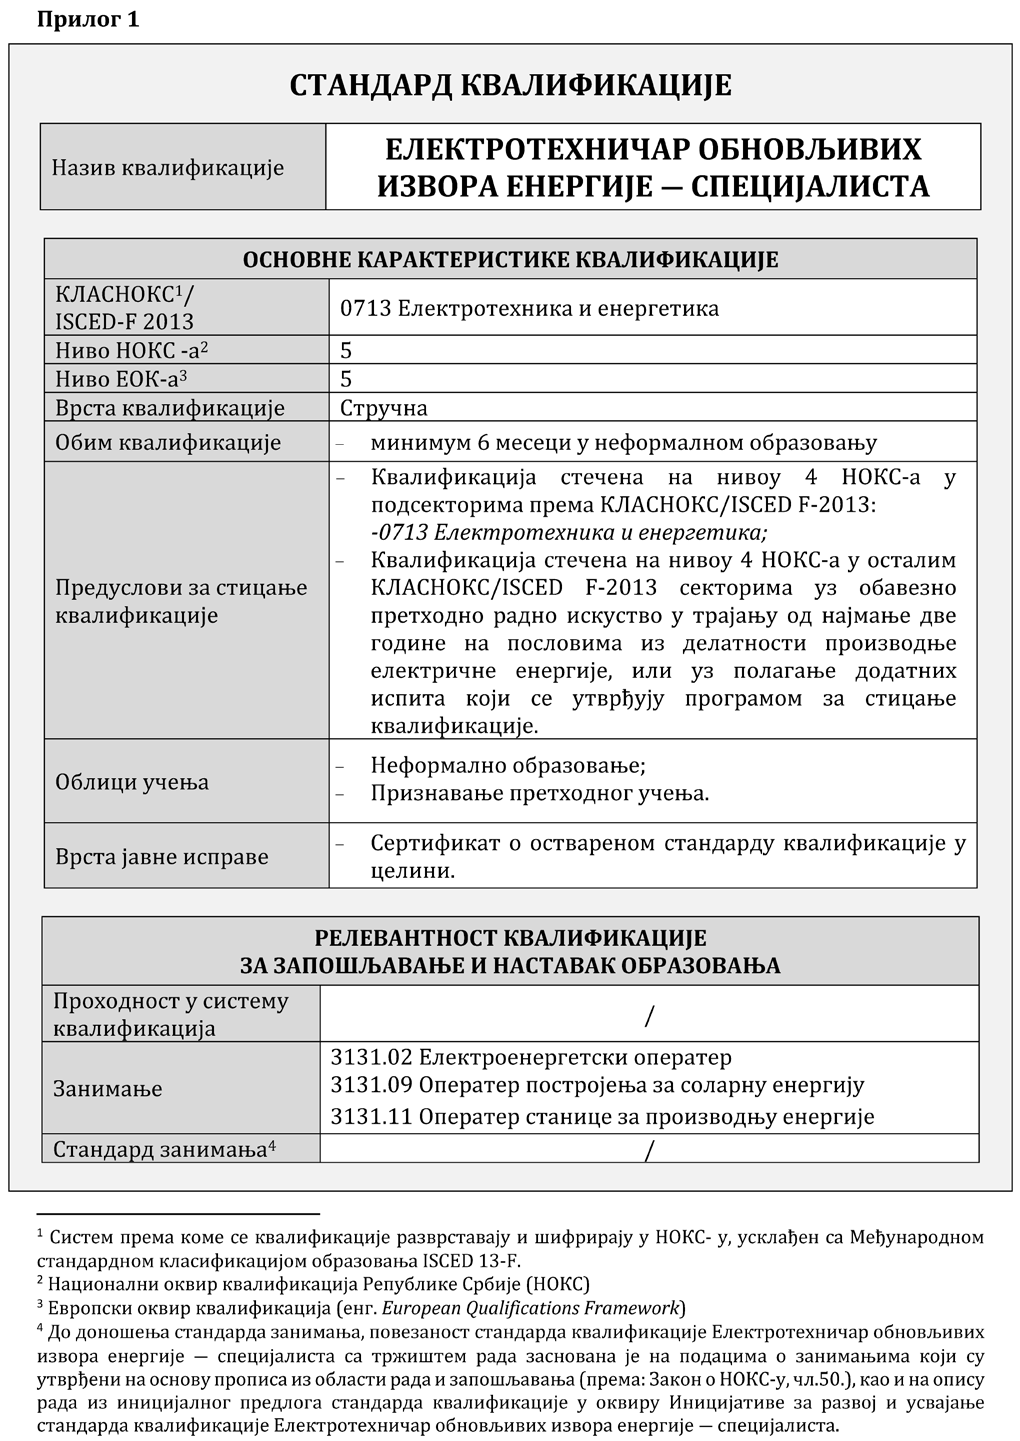 Прилог 1
СТАНДАРД КВАЛИФИКАЦИЈЕ
Назив квалификације
ЕЛЕКТРОТЕХНИЧАР ОБНОВЉИВИХ
ИЗВОРА ЕНЕРГИЈЕ — СПЕЦИЈАЛИСТА
ОСНОВНЕ КАРАКТЕРИСТИКЕ КВАЛИФИКАЦИЈЕ
КЛАСНОКС¹/
ISCED-F 2013
0713 Електротехника и енергетика
Ниво НОКС -а²
5
Ниво ЕОК-а³
5
Врста квалификације
Стручна
Обим квалификације
– минимум 6 месеци у неформалном образовању
Предуслови за стицање
квалификације
– Квалификација стечена на нивоу 4 НОКС-а у
подсекторима према КЛАСНОКС/ISCED F-2013:
-0713 Електротехника и енергетика;
– Квалификација стечена на нивоу 4 НОКС-а у осталим
КЛАСНОКС/ISCED F-2013 секторима уз обавезно
претходно радно искуство у трајању од најмање две
године на пословима из делатности производње
електричне енергије, или уз полагање додатних
испита који се утврђују програмом за стицање
квалификације.
Облици учења
– Неформално образовање;
– Признавање претходног учења.
Врста јавне исправе
– Сертификат о оствареном стандарду квалификације у
целини.
РЕЛЕВАНТНОСТ КВАЛИФИКАЦИЈЕ
ЗА ЗАПОШЉАВАЊЕ И НАСТАВАК ОБРАЗОВАЊА
Проходност у систему
квалификација
/
Занимање
3131.02 Електроенергетски оператер
3131.09 Оператер постројења за соларну енергију
3131.11 Оператер станице за производњу енергије
Стандард занимања⁴
/
¹ Систем према коме се квалификације разврставају и шифрирају у НОКС- у, усклађен са Међународном
стандардном класификацијом образовања ISCED 13-F.
² Национални оквир квалификација Републике Србије (НОКС)
³ Европски оквир квалификација (енг. European Qualifications Framework)
⁴ До доношења стандарда занимања, повезаност стандарда квалификације Електротехничар обновљивих
извора енергије — специјалиста са тржиштем рада заснована је на подацима о занимањима који су
утврђени на основу прописа из области рада и запошљавања (према: Закон о НОКС-у, чл.50.), као и на опису
рада из иницијалног предлога стандарда квалификације у оквиру Иницијативе за развој и усвајање
стандарда квалификације Електротехничар обновљивих извора енергије — специјалиста.